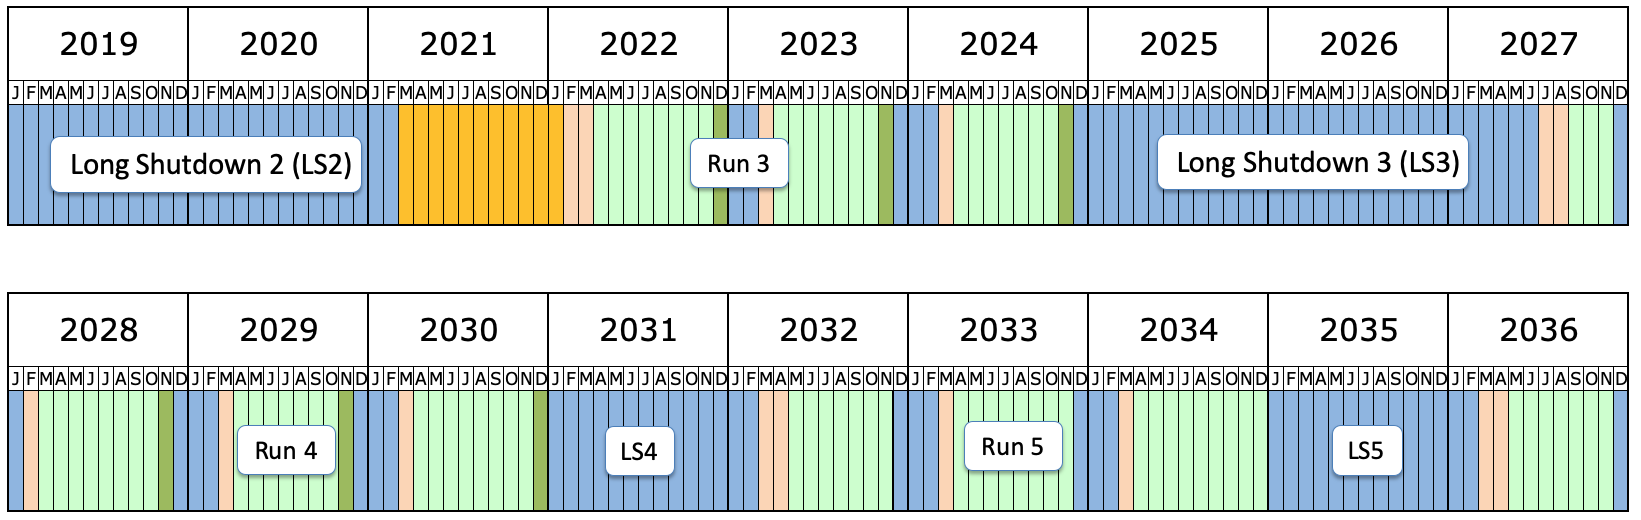 2019 2020 2021 2022 2023 2024 2025 2026 2027
J F M A M J J A S O N D J F M A M J J A S O N D J F M A M J J A S O N D J F M A M J J A S O N D J F M A M J J A S O N D J F M A M J J A S O N D J F M A M J J A S O N D J F M A M J J A S O N D J F M A M J J A S O N D
Long Shutdown 2 (LS2) Run 3 Long Shutdown 3 (LS3)
2028 2029 2030 2031 2032 2033 2034 2035 2036
J F M A M J J A S O N D J F M A M J J A S O N D J F M A M J J A S O N D J F M A M J J A S O N D J F M A M J J A S O N D J F M A M J J A S O N D J F M A M J J A S O N D J F M A M J J A S O N D J F M A M J J A S O N D
Run 4 LS4 Run 5 LS5